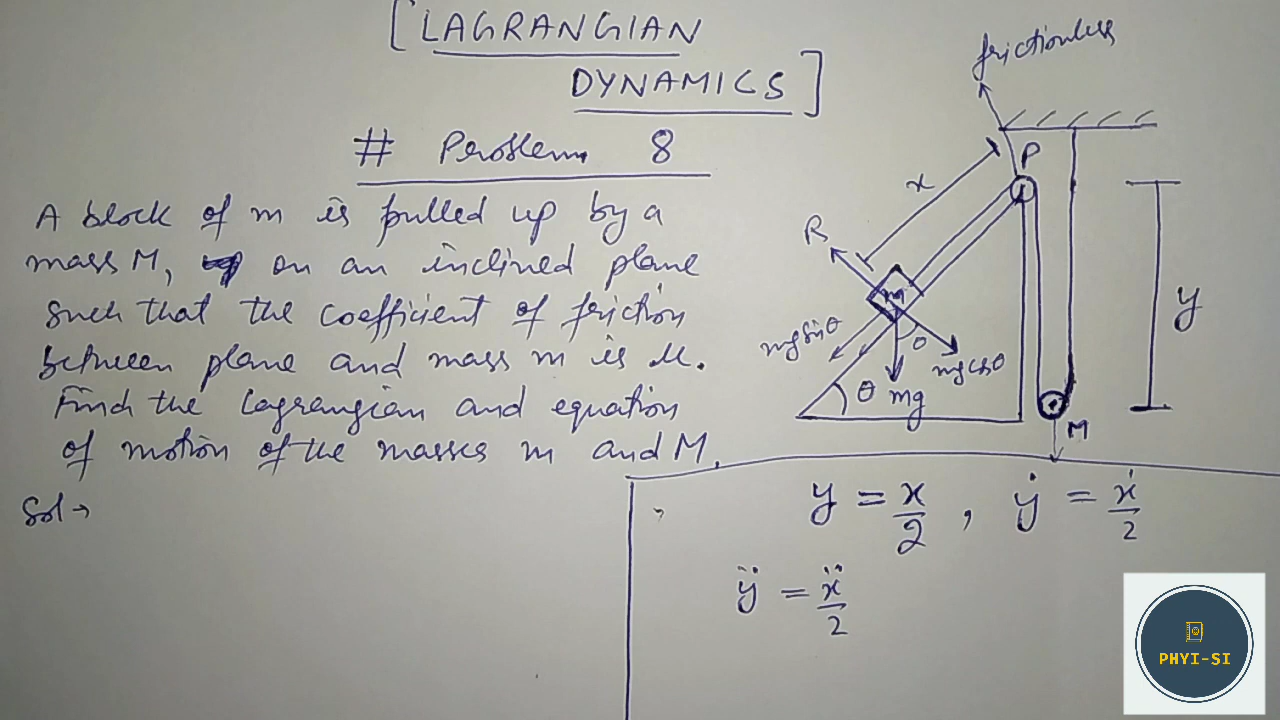 [LAGRANGIAN
DYNAMICS]
# Problem 8
A block of m is pulled up by a
mass M, on an inclined plane
such that the coefficient of friction
between plane and mass m is μ.
Find the Lagrangian and equation
of motion of the masses m and M.
Sol →
frictionless
P
x
R
m
mg sinθ
θ
mg cosθ
θ
mg
M
y
y = x/2 , ẏ = ẋ/2
ÿ = ẍ/2
PHYI-SI